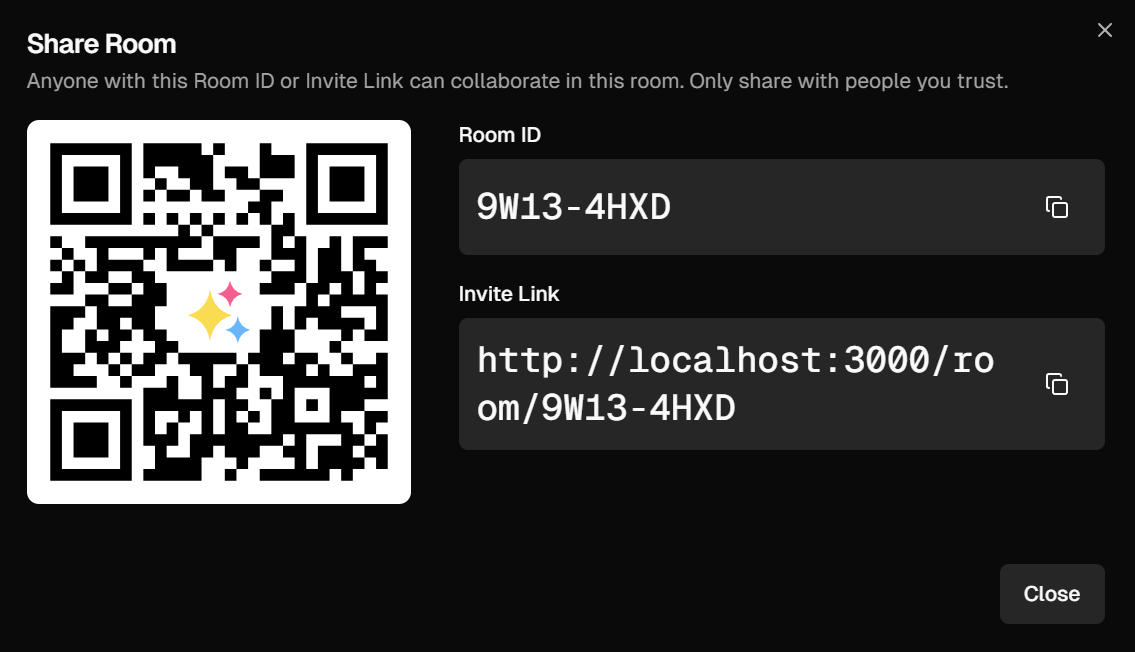 Share Room
Anyone with this Room ID or Invite Link can collaborate in this room. Only share with people you trust.
Room ID
9W13-4HXD
Invite Link
http://localhost:3000/ro
om/9W13-4HXD
Close